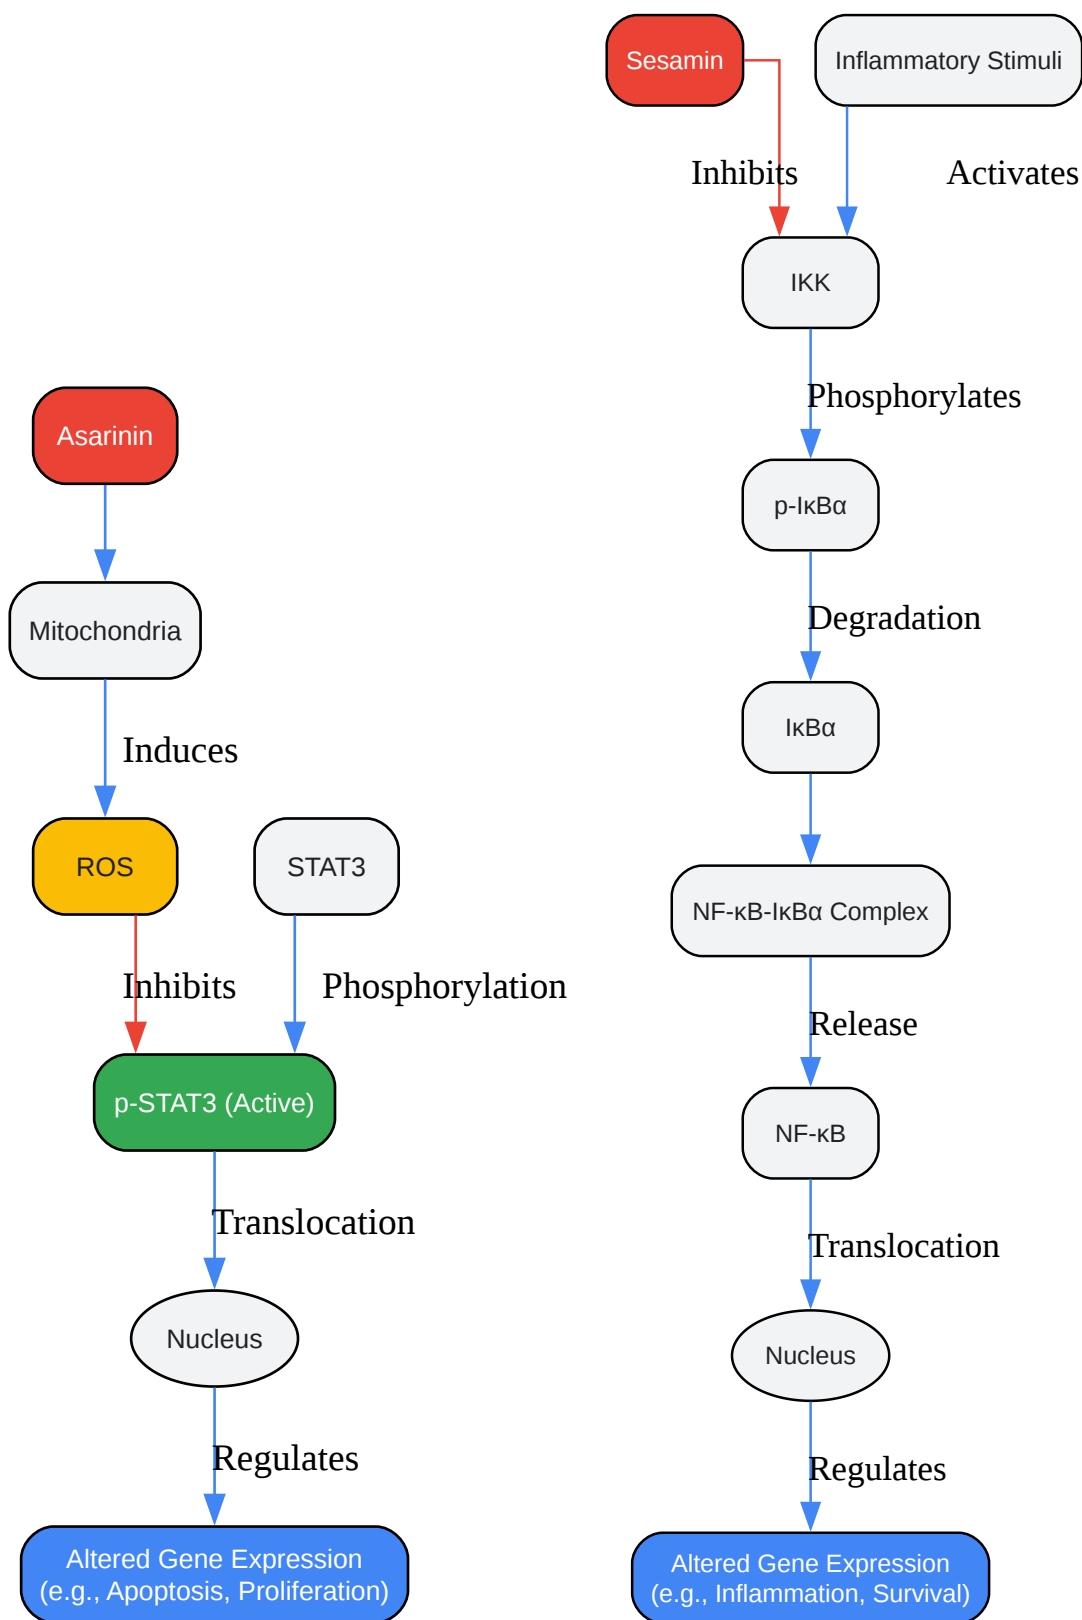 Sesamin
Inflammatory Stimuli
Inhibits
Activates
IKK
Phosphorylates
p-IκBα
Degradation
IκBα
NF-κB-IκBα Complex
Release
NF-κB
Translocation
Nucleus
Regulates
Altered Gene Expression
(e.g., Inflammation, Survival)
Asarinin
Mitochondria
Induces
ROS
STAT3
Inhibits
Phosphorylation
p-STAT3 (Active)
Translocation
Nucleus
Regulates
Altered Gene Expression
(e.g., Apoptosis, Proliferation)